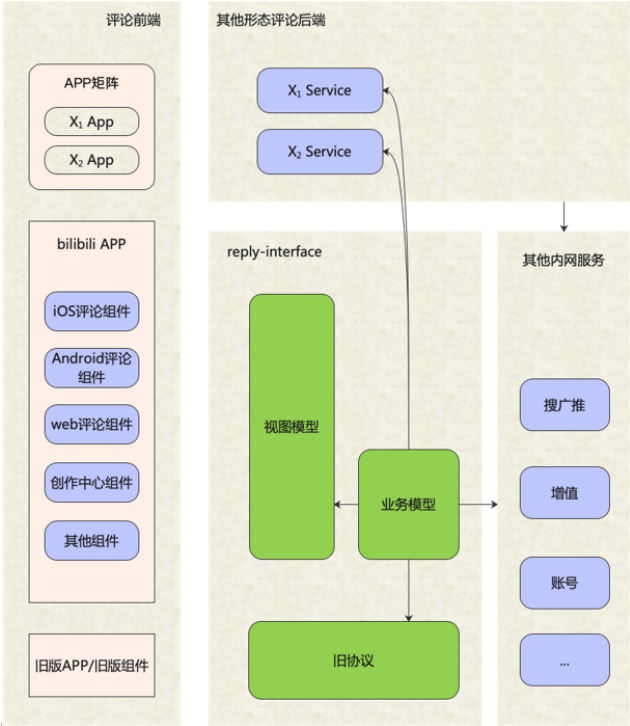 评论前端
APP矩阵
X₁ App
X₂ App
bilibili APP
iOS评论组件
Android评论
组件
web评论组件
创作中心组件
其他组件
旧版APP/旧版组件
其他形态评论后端
X₁ Service
X₂ Service
reply-interface
视图模型
业务模型
旧协议
其他内网服务
搜广推
增值
账号
...